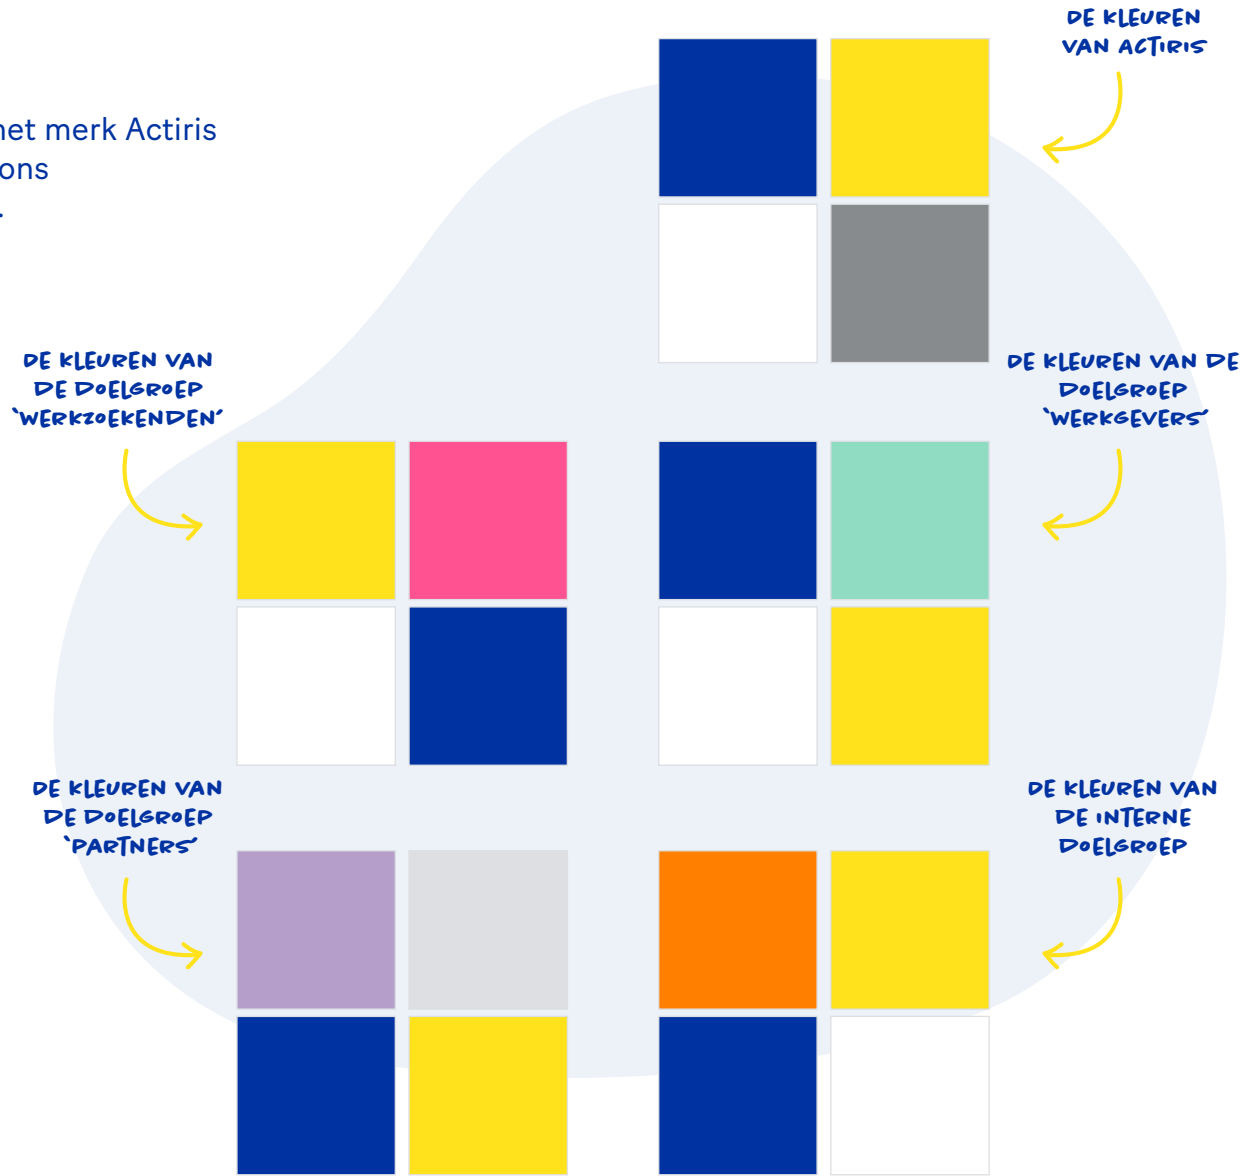 DE KLEUREN
VAN ACTIRIS
het merk Actiris
ons
.
DE KLEUREN VAN
DE DOELGROEP
‘WERKZOEKENDEN’
DE KLEUREN VAN DE
DOELGROEP
‘WERKGEVERS’
DE KLEUREN VAN
DE DOELGROEP
‘PARTNERS’
DE KLEUREN VAN
DE INTERNE
DOELGROEP